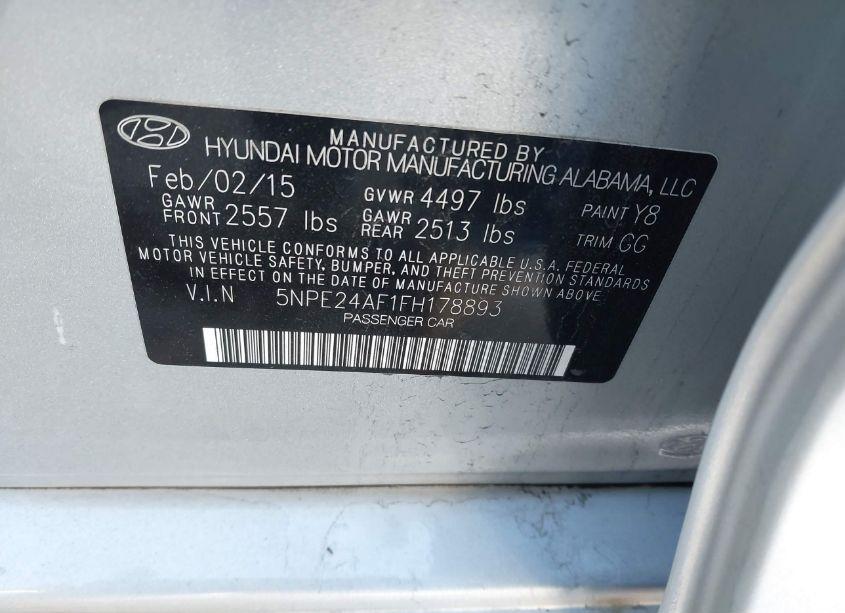 MANUFACTURED BY
HYUNDAI MOTOR MANUFACTURING ALABAMA, LLC
Feb/02/15 GVWR 4497 lbs PAINT Y8
GAWR FRONT 2557 lbs GAWR REAR 2513 lbs TRIM GG
THIS VEHICLE CONFORMS TO ALL APPLICABLE U.S.A. FEDERAL
MOTOR VEHICLE SAFETY, BUMPER, AND THEFT PREVENTION STANDARDS
IN EFFECT ON THE DATE OF MANUFACTURE SHOWN ABOVE.
V.I.N 5NPE24AF1FH178893
PASSENGER CAR